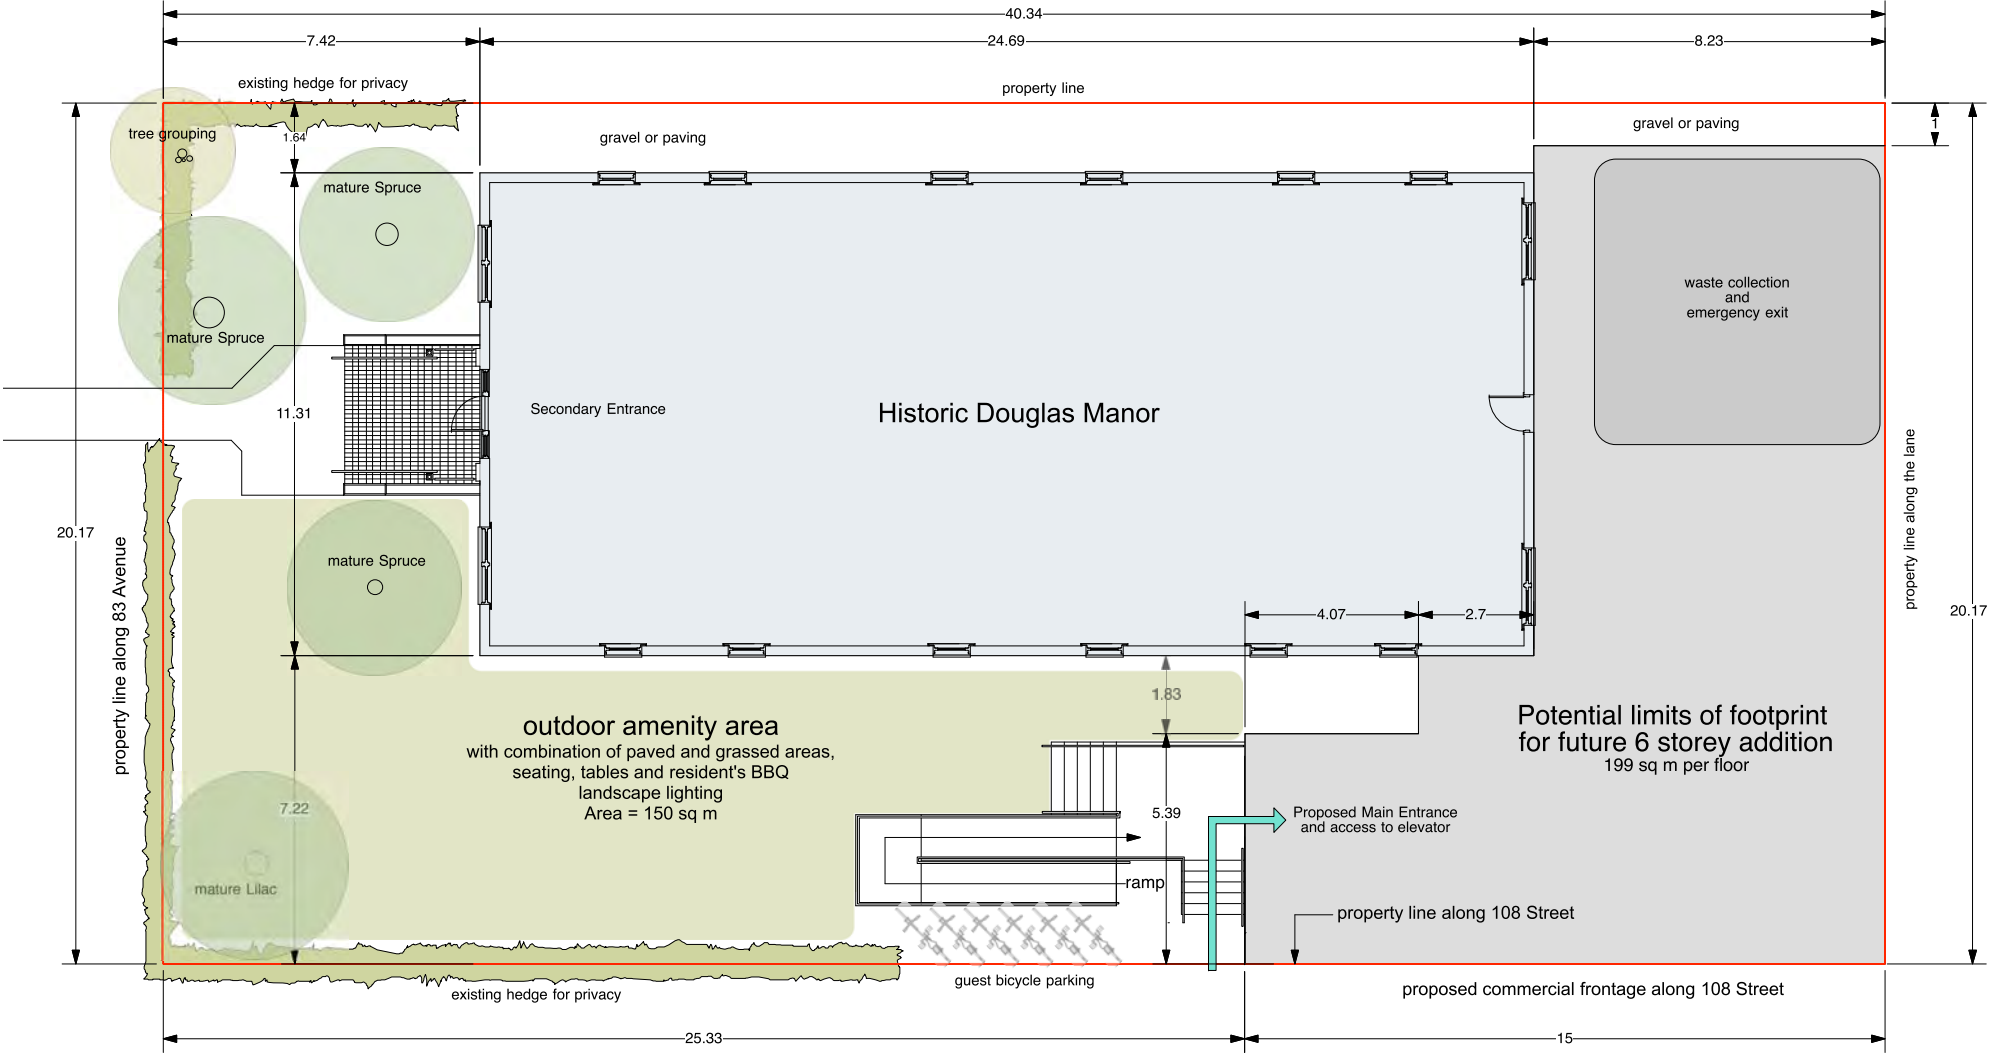 40.34
7.42
24.69
8.23
existing hedge for privacy
property line
tree grouping
1.64
gravel or paving
gravel or paving
1
mature Spruce
waste collection
and
emergency exit
mature Spruce
11.31
Secondary Entrance
Historic Douglas Manor
20.17
property line along 83 Avenue
mature Spruce
property line along the lane
20.17
4.07
2.7
1.83
outdoor amenity area
with combination of paved and grassed areas,
seating, tables and resident's BBQ
landscape lighting
Area = 150 sq m
Potential limits of footprint
for future 6 storey addition
199 sq m per floor
7.22
5.39
Proposed Main Entrance
and access to elevator
mature Lilac
ramp
property line along 108 Street
existing hedge for privacy
guest bicycle parking
proposed commercial frontage along 108 Street
25.33
15